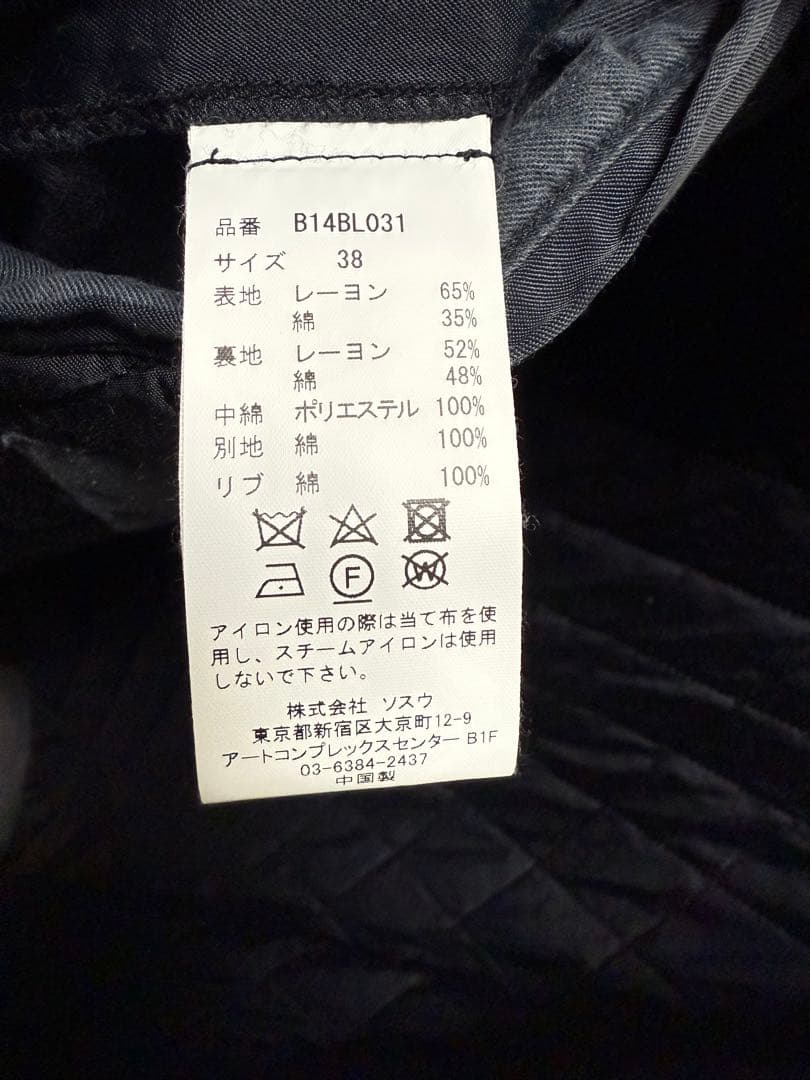 品番 B14BL031
サイズ 38
表地 レーヨン 65%
綿 35%
裏地 レーヨン 52%
綿 48%
中綿 ポリエステル 100%
別地 綿 100%
リブ 綿 100%
F W
アイロン使用の際は当て布を使
用し、スチームアイロンは使用
しないで下さい。
株式会社 ソスウ
東京都新宿区大京町12-9
アートコンプレックスセンター B1F
03-6384-2437
中国製